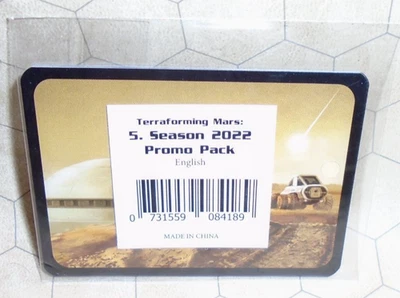 Terraforming Mars:
5. Season 2022
Promo Pack
English
0 731559 084189
MADE IN CHINA